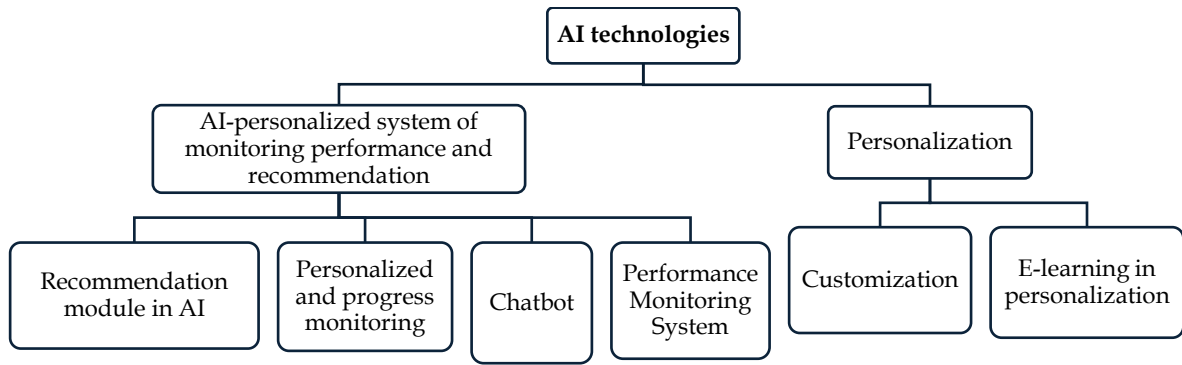 AI technologies
AI-personalized system of
monitoring performance and
recommendation
Personalization
Recommendation
module in AI
Personalized
and progress
monitoring
Chatbot
Performance
Monitoring
System
Customization
E-learning in
personalization